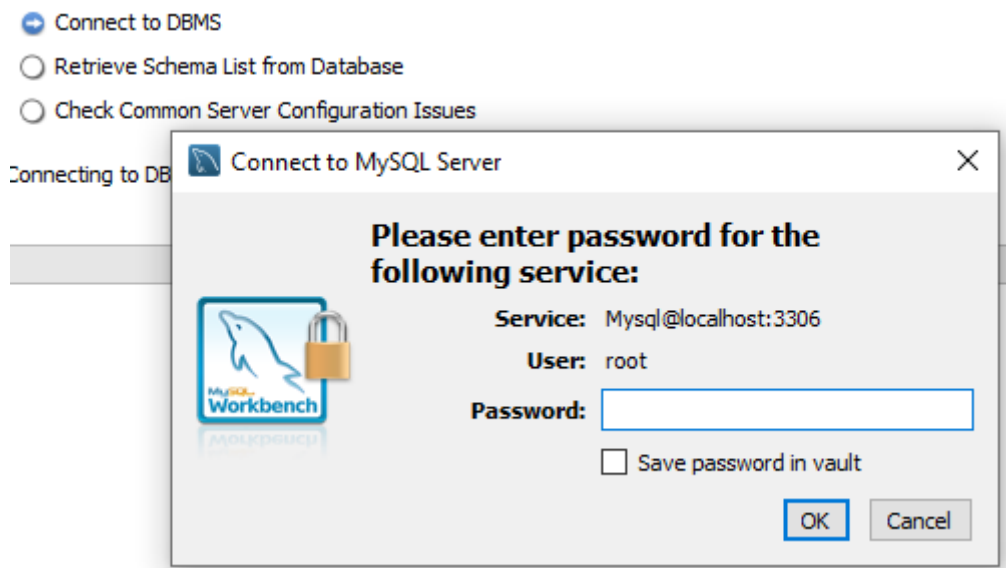 Connect to DBMS
Retrieve Schema List from Database
Check Common Server Configuration Issues
Connecting to DB
Connect to MySQL Server
Please enter password for the
following service:
Service: Mysql@localhost:3306
User: root
Password:
Save password in vault
OK Cancel
MySQL
Workbench